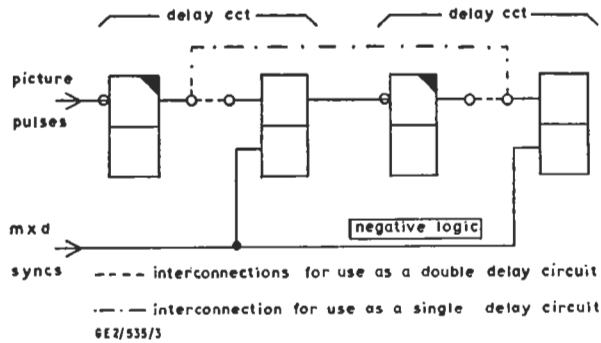 delay cct
delay cct
picture
pulses
negative logic
mxd
syncs
interconnections for use as a double delay circuit
interconnection for use as a single delay circuit
GE2/535/3